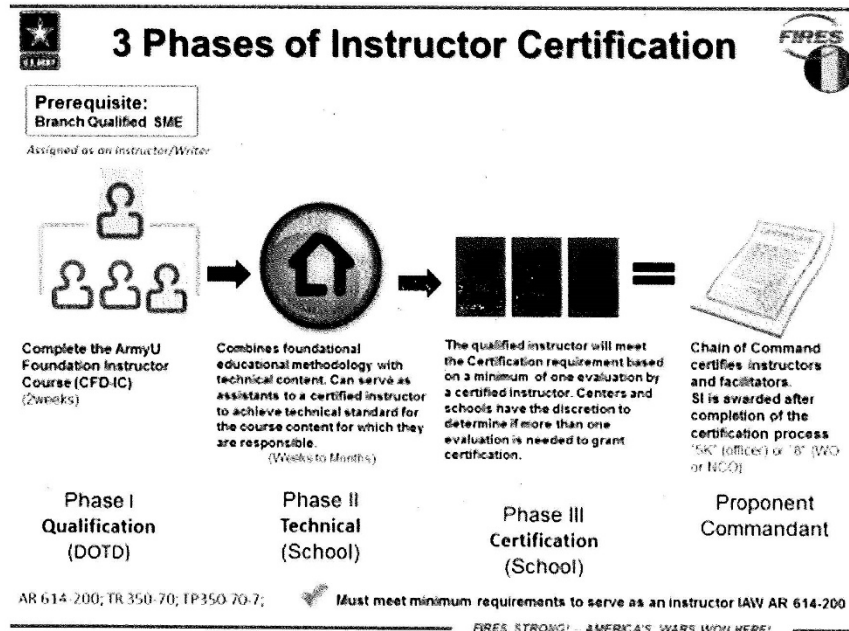 3 Phases of Instructor Certification
FIRES
Prerequisite:
Branch Qualified SME
Assigned as an Instructor/Writer
Complete the ArmyU
Foundation Instructor
Course (CFD-IC)
(2weeks)
Combines foundational
educational methodology with
technical content. Can serve as
assistants to a certified instructor
to achieve technical standard for
the course content for which they
are responsible.
(Weeks to Months)
The qualified instructor will meet
the Certification requirement based
on a minimum of one evaluation by
a certified instructor. Centers and
schools have the discretion to
determine if more than one
evaluation is needed to grant
certification.
Chain of Command
certifies instructors
and facilitators.
SI is awarded after
completion of the
certification process
"5K" (officer) or "8" (WO
or NCO)
Phase I
Qualification
(DOTD)
Phase II
Technical
(School)
Phase III
Certification
(School)
Proponent
Commandant
AR 614-200; TR 350-70; TP350-70-7;
Must meet minimum requirements to serve as an instructor IAW AR 614-200
FIRES STRONG! AMERICA'S WARS WON HERE!